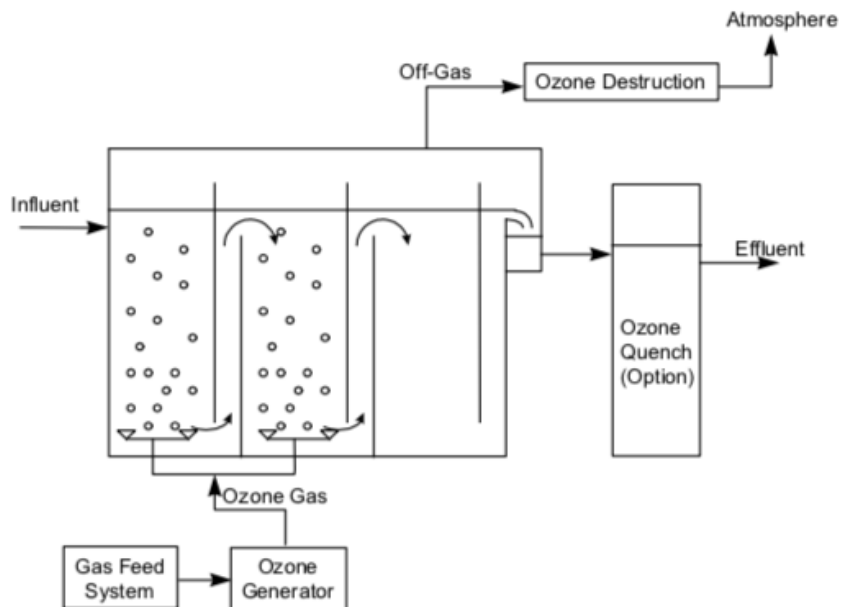 Atmosphere
Off-Gas
Ozone Destruction
Influent
Effluent
Ozone
Quench
(Option)
Ozone Gas
Gas Feed
System
Ozone
Generator